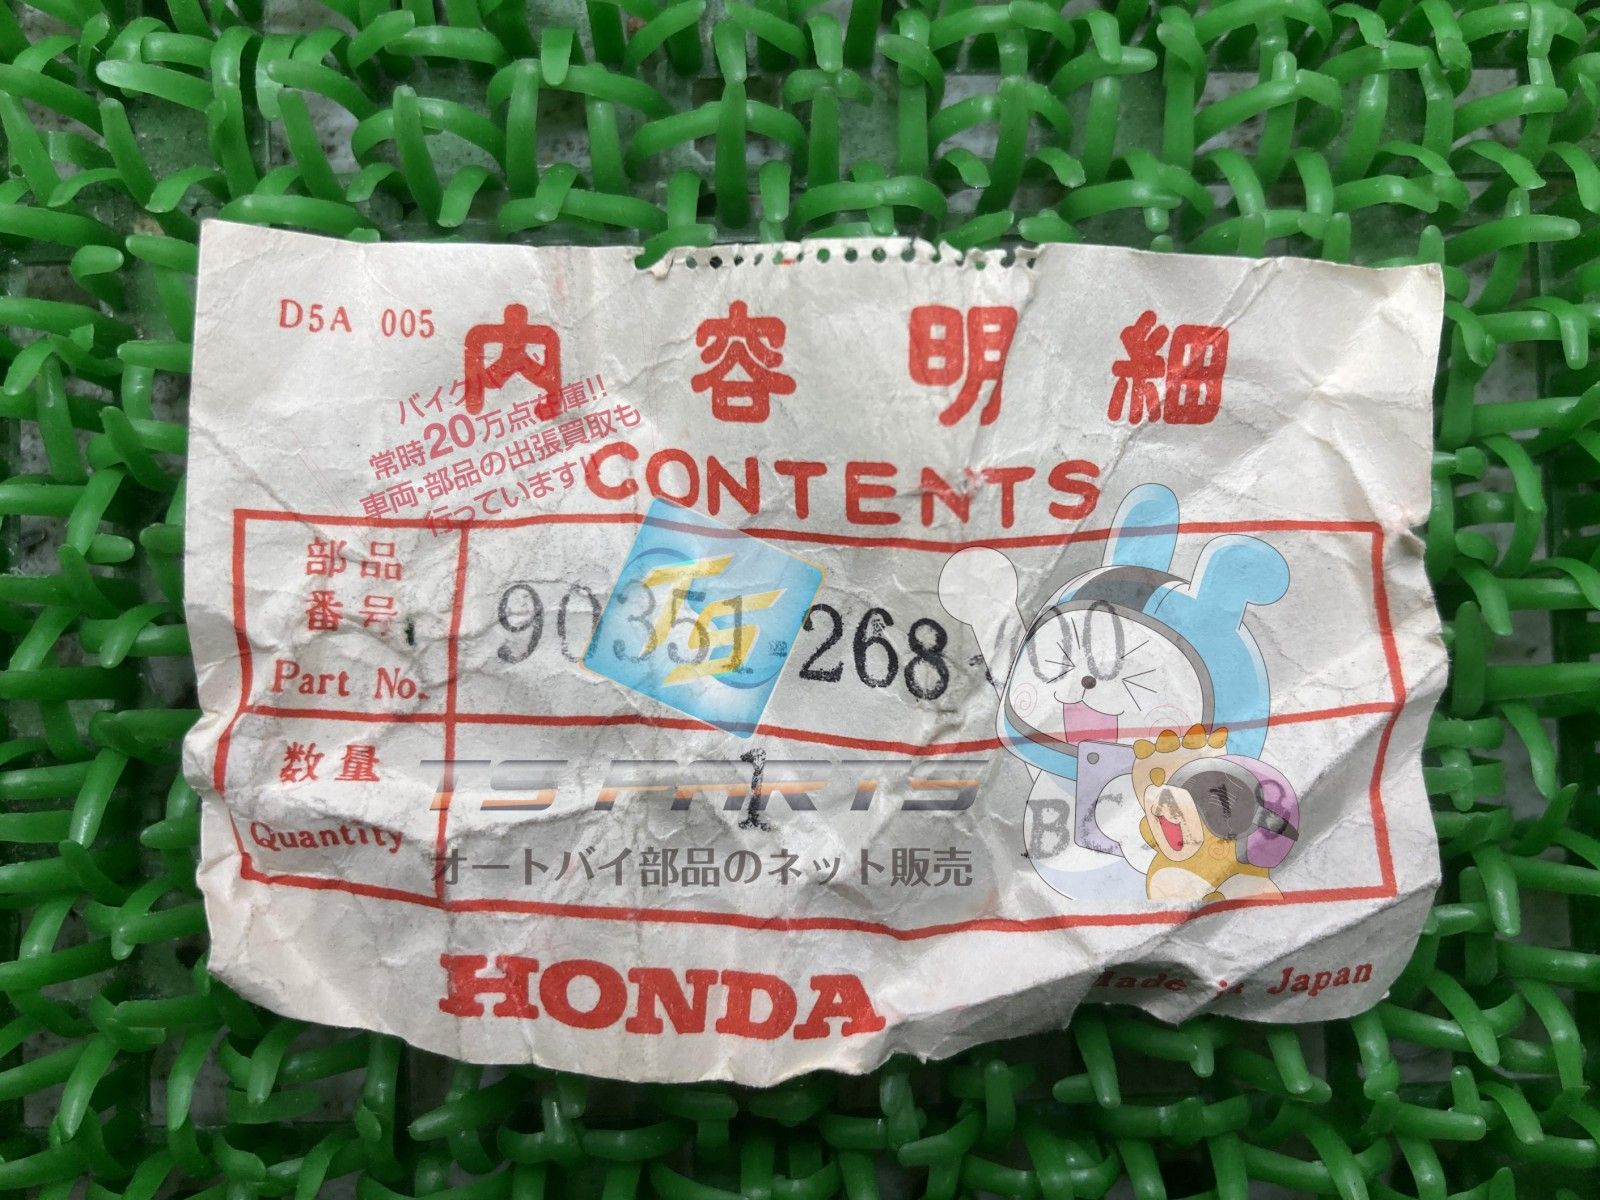 D5A 005
内容明細
CONTENTS
バイクパーツ
常時20万点在庫!!
車両・部品の出張買取も
行っています!!
部品
番号
Part No.
90351-268-000
TS
数量
Quantity
1
TS PARTS
オートバイ部品のネット販売
HONDA
Made in Japan